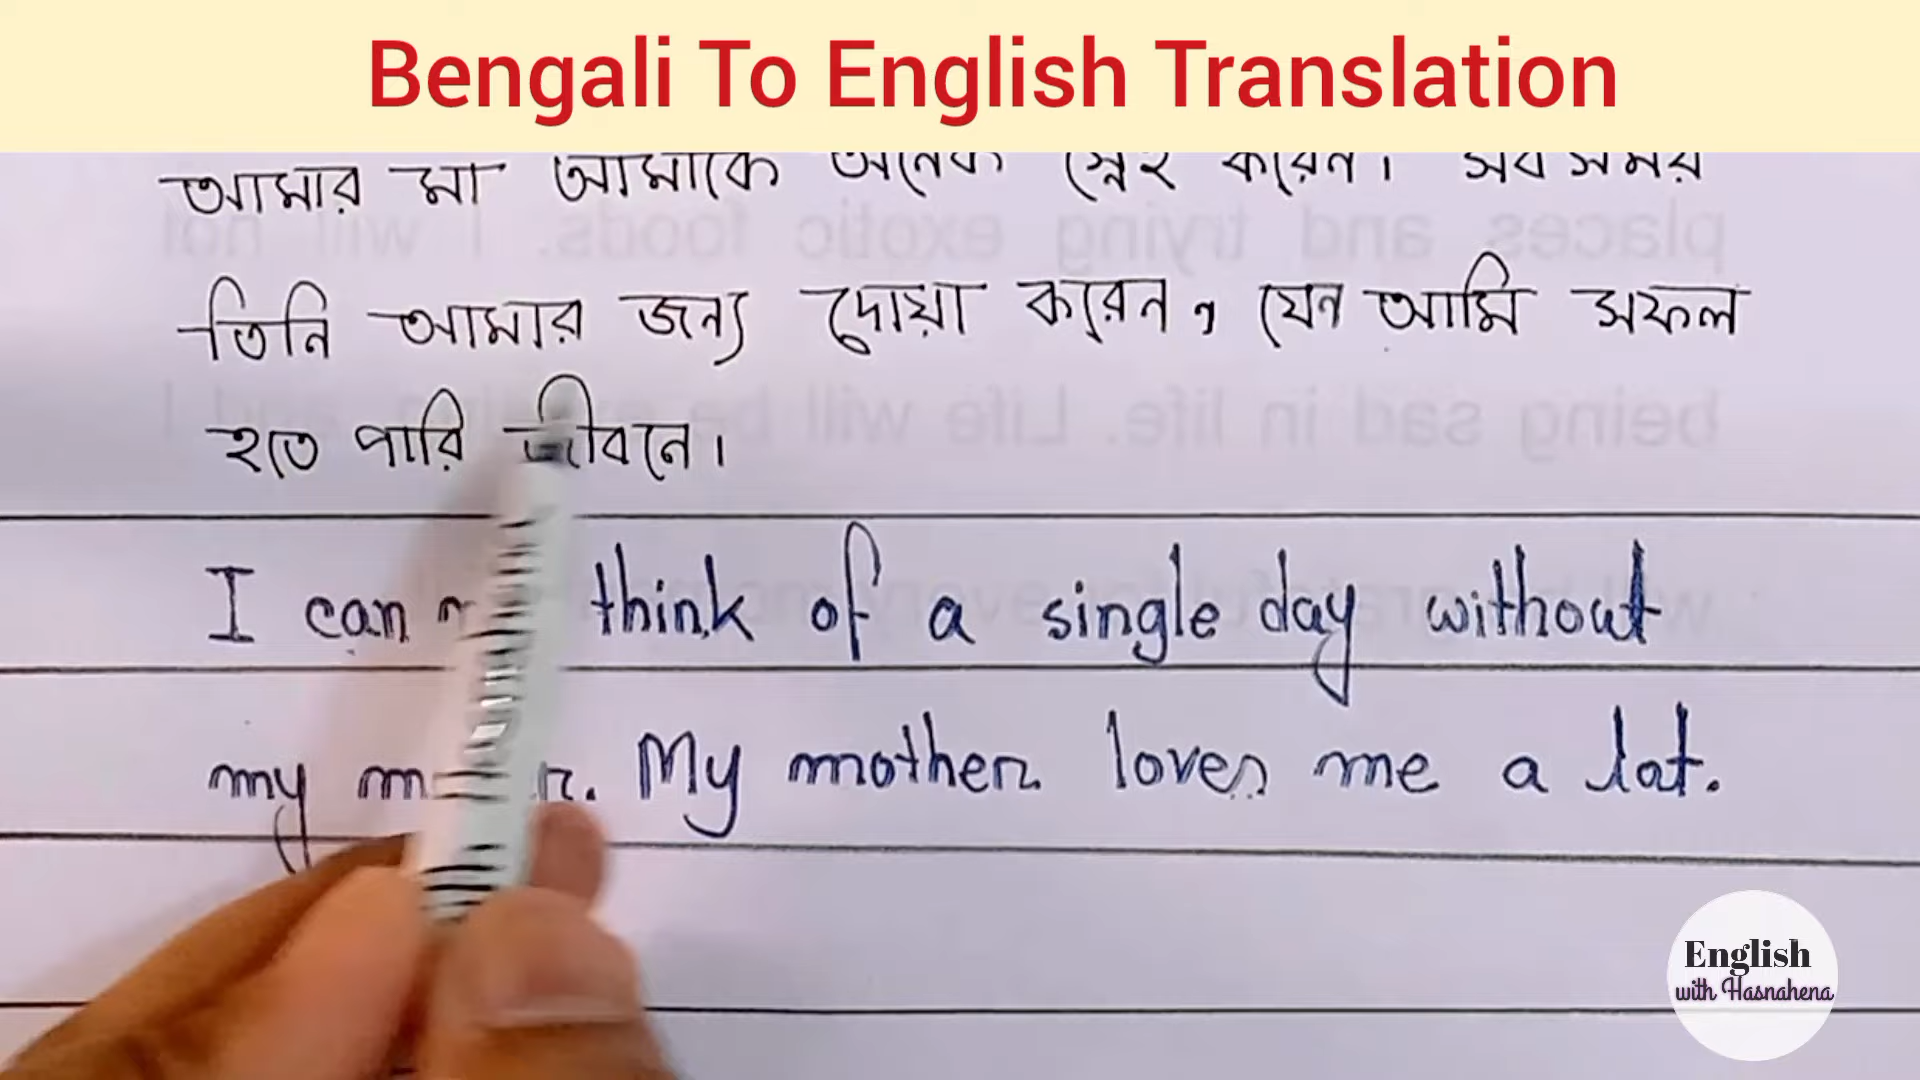 Bengali To English Translation
আমার মা আমাকে অনেক স্নেহ করেন। সব সময়
তিনি আমার জন্য দোয়া করেন, যেন আমি সফল
হতে পারি জীবনে।
I can think of a single day without
my My mother loves me a lot.
English
with Hasnahena